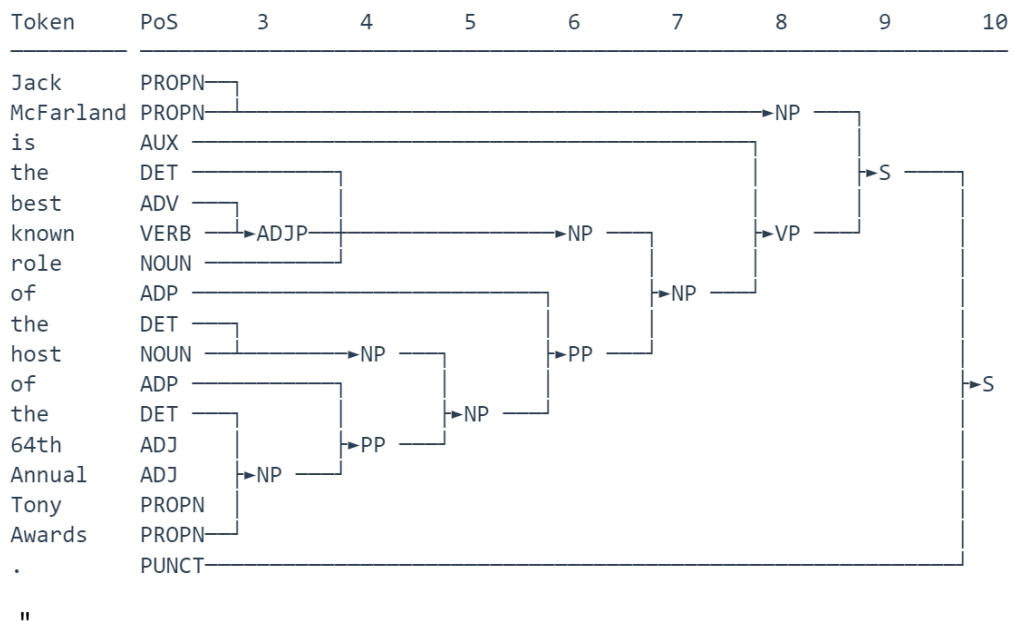 Token PoS 3 4 5 6 7 8 9 10
Jack PROPN
McFarland PROPN NP
is AUX
the DET S
best ADV
known VERB ADJP NP VP
role NOUN
of ADP NP
the DET
host NOUN NP PP
of ADP S
the DET NP
64th ADJ PP
Annual ADJ NP
Tony PROPN
Awards PROPN
. PUNCT
"